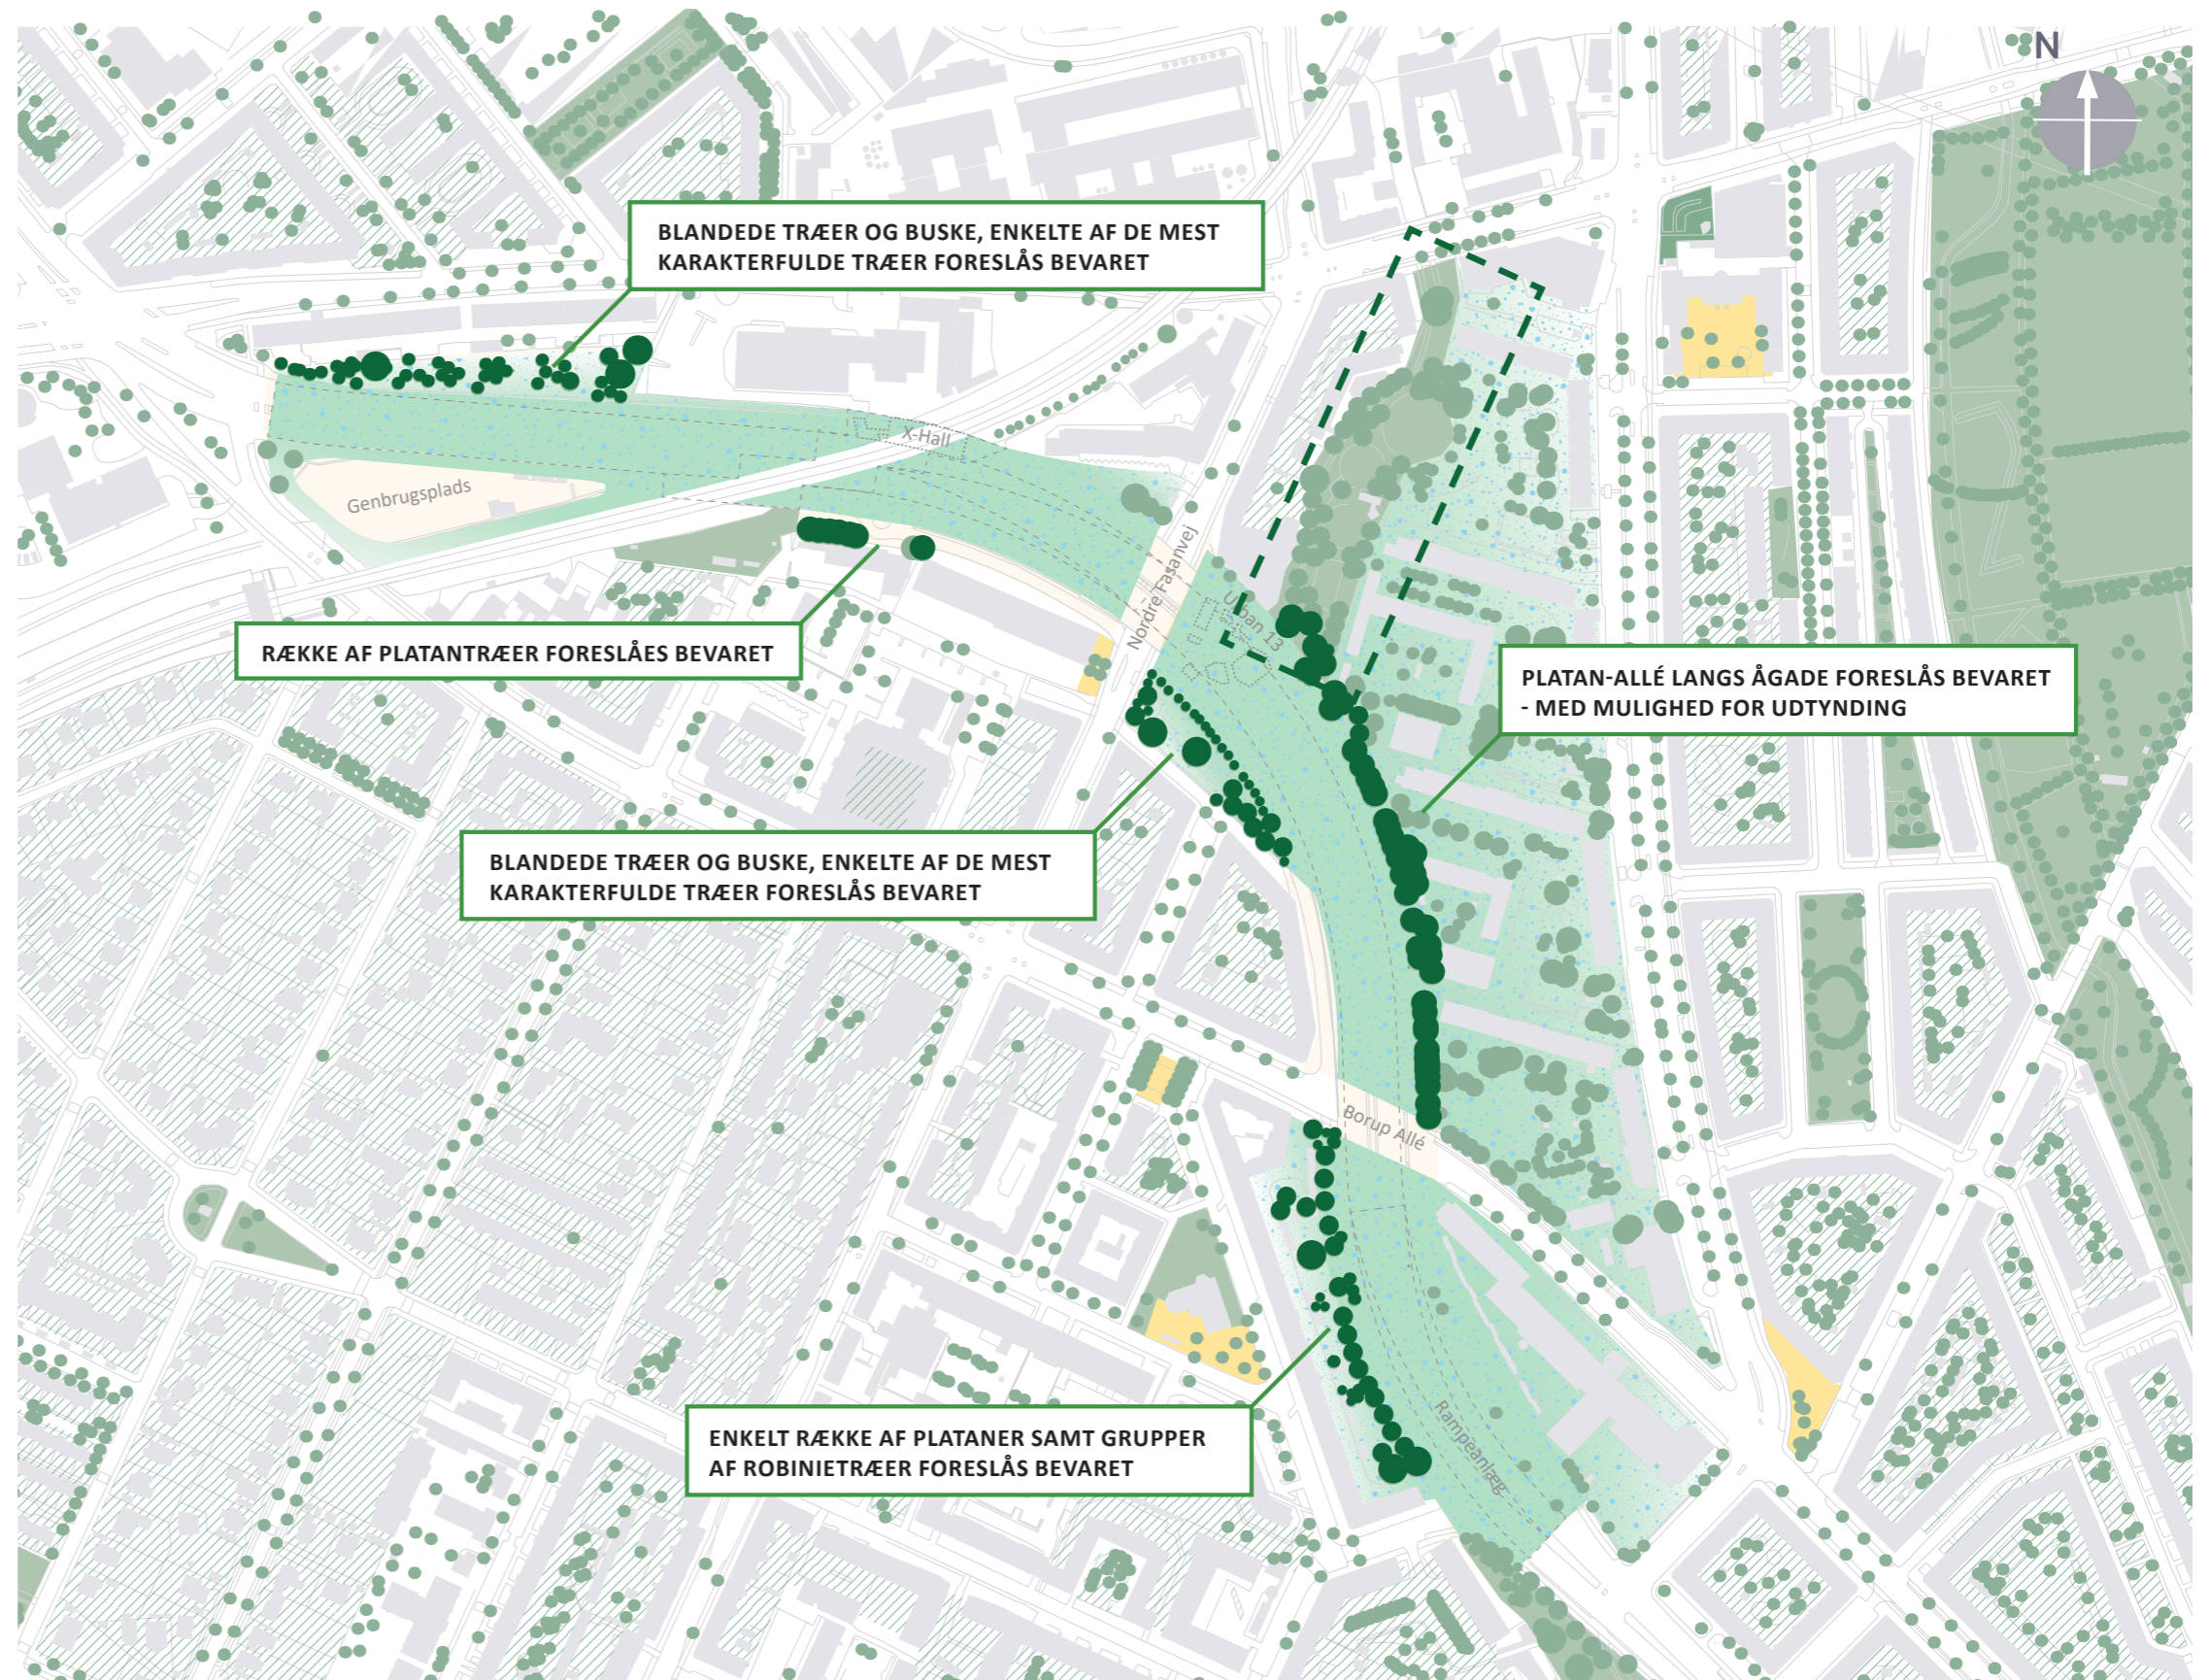 N
BLANDEDE TRÆER OG BUSKE, ENKELTE AF DE MEST
KARAKTERFULDE TRÆER FORESLÅS BEVARET
X-Hall
Genbrugsplads
Nordre Fasanvej
Urban 13
RÆKKE AF PLATANTRÆER FORESLÅES BEVARET
PLATAN-ALLÉ LANGS ÅGADE FORESLÅS BEVARET
- MED MULIGHED FOR UDTYNDING
BLANDEDE TRÆER OG BUSKE, ENKELTE AF DE MEST
KARAKTERFULDE TRÆER FORESLÅS BEVARET
Borup Allé
ENKELT RÆKKE AF PLATANER SAMT GRUPPER
AF ROBINIETRÆER FORESLÅS BEVARET
Rampeanlæg